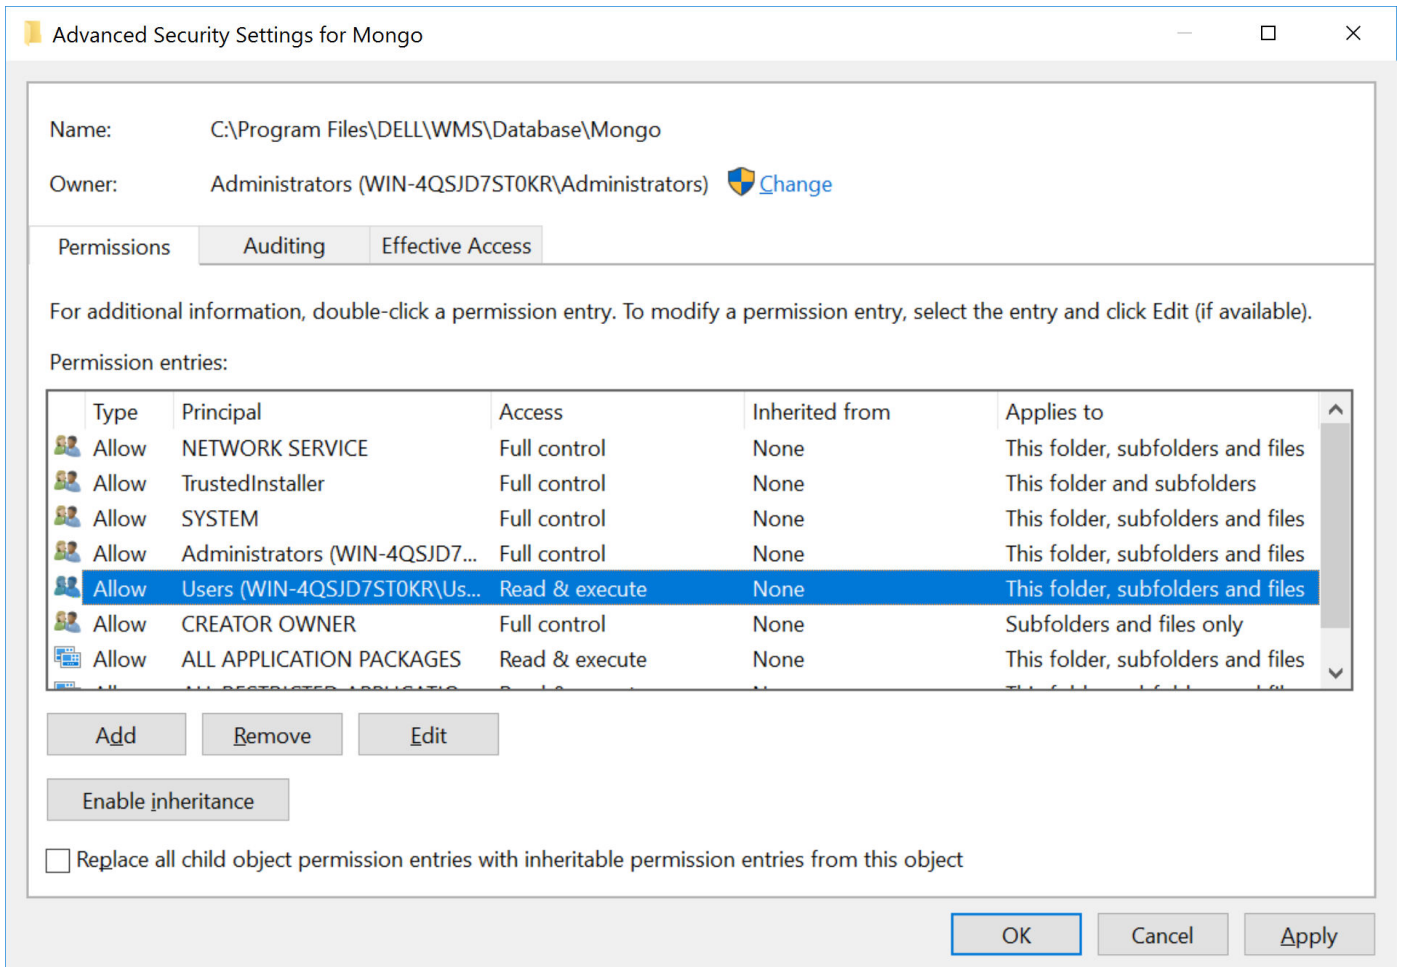 Advanced Security Settings for Mongo
Name: C:\Program Files\DELL\WMS\Database\Mongo
Owner: Administrators (WIN-4QSJD7ST0KR\Administrators) Change
Permissions Auditing Effective Access
For additional information, double-click a permission entry. To modify a permission entry, select the entry and click Edit (if available).
Permission entries:
Type Principal Access Inherited from Applies to
Allow NETWORK SERVICE Full control None This folder, subfolders and files
Allow TrustedInstaller Full control None This folder and subfolders
Allow SYSTEM Full control None This folder, subfolders and files
Allow Administrators (WIN-4QSJD7... Full control None This folder, subfolders and files
Allow Users (WIN-4QSJD7ST0KR\Us... Read & execute None This folder, subfolders and files
Allow CREATOR OWNER Full control None Subfolders and files only
Allow ALL APPLICATION PACKAGES Read & execute None This folder, subfolders and files
Add Remove Edit
Enable inheritance
Replace all child object permission entries with inheritable permission entries from this object
OK Cancel Apply